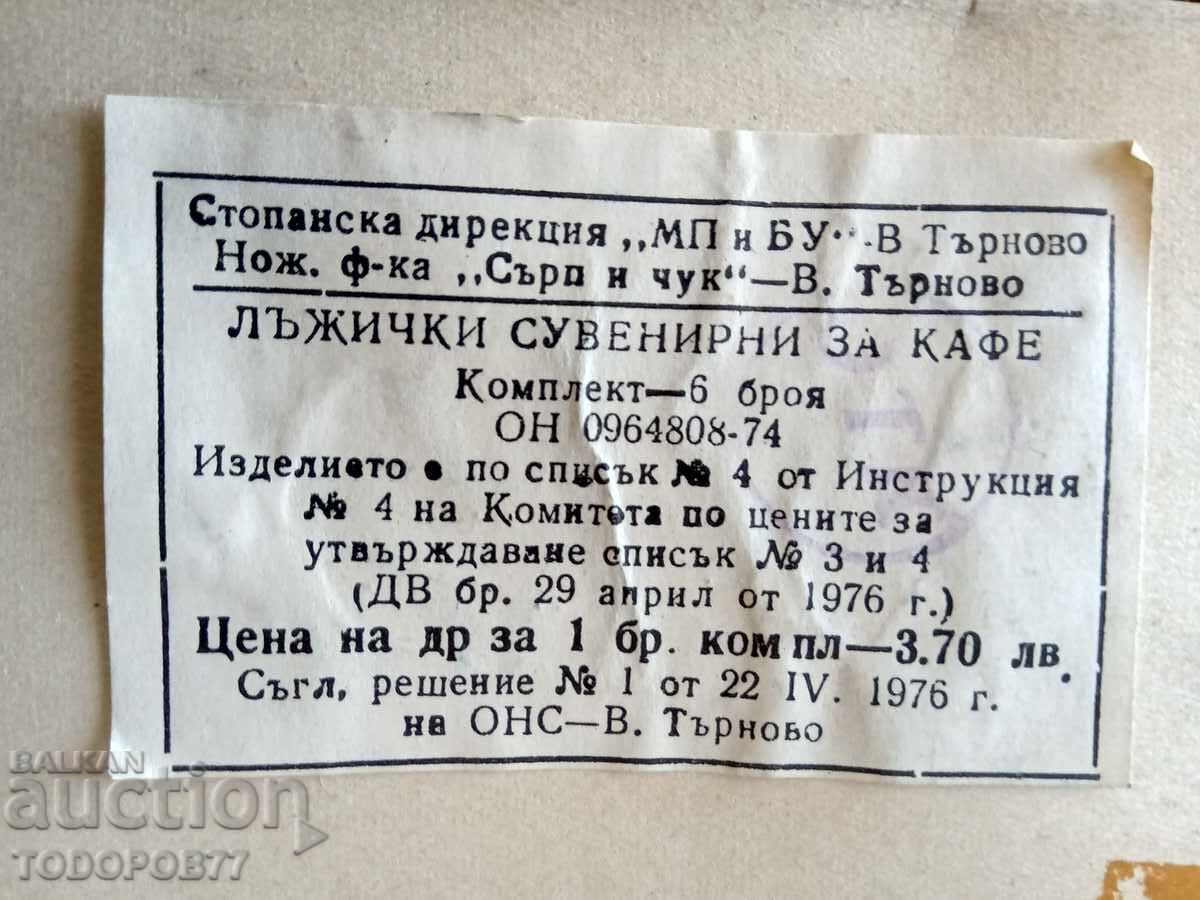 Стопанска дирекция „МП и БУ“-В Търново
Нож. ф-ка „Сърп и чук“—В. Търново
ЛЪЖИЧКИ СУВЕНИРНИ ЗА КАФЕ
Комплект—6 броя
ОН 0964808-74
Изделието е по списък № 4 от Инструкция
№ 4 на Комитета по цените за
утвърждаване списък № 3 и 4
(ДВ бр. 29 април от 1976 г.)
Цена на др за 1 бр. компл—3.70 лв.
Съгл. решение № 1 от 22 IV. 1976 г.
на ОНС—В. Търново
BALKAN
auction
TODOPOB77